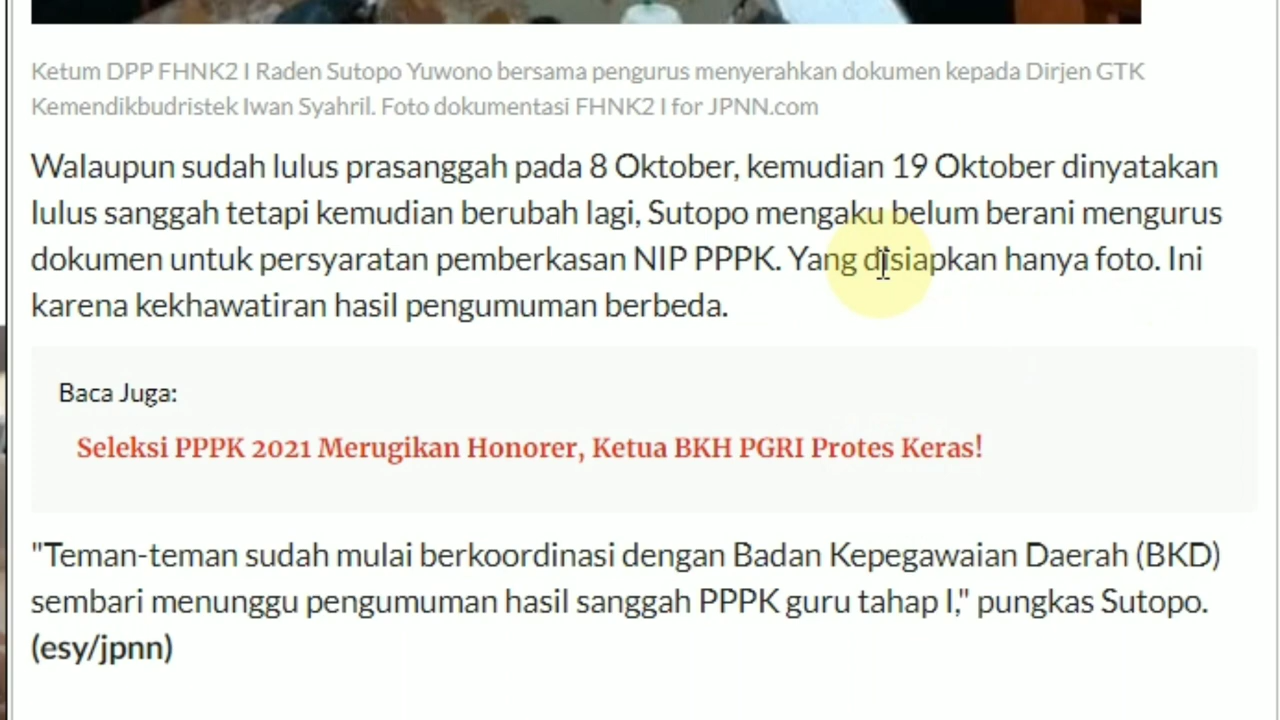 Ketum DPP FHNK2 I Raden Sutopo Yuwono bersama pengurus menyerahkan dokumen kepada Dirjen GTK
Kemendikbudristek Iwan Syahril. Foto dokumentasi FHNK2 I for JPNN.com
Walaupun sudah lulus prasanggah pada 8 Oktober, kemudian 19 Oktober dinyatakan
lulus sanggah tetapi kemudian berubah lagi, Sutopo mengaku belum berani mengurus
dokumen untuk persyaratan pemberkasan NIP PPPK. Yang disiapkan hanya foto. Ini
karena kekhawatiran hasil pengumuman berbeda.
Baca Juga:
Seleksi PPPK 2021 Merugikan Honorer, Ketua BKH PGRI Protes Keras!
"Teman-teman sudah mulai berkoordinasi dengan Badan Kepegawaian Daerah (BKD)
sembari menunggu pengumuman hasil sanggah PPPK guru tahap I," pungkas Sutopo.
(esy/jpnn)